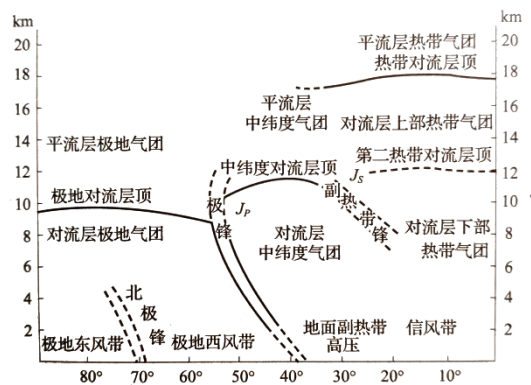 km
km
20
20
平流层热带气团
热带对流层顶
18
18
16
16
平流层
中纬度气团
对流层上部热带气团
14
14
平流层极地气团
中纬度对流层顶
第二热带对流层顶
12
12
极地对流层顶
极锋
J_P
副热带锋
J_S
10
10
对流层极地气团
对流层
中纬度气团
对流层下部
热带气团
8
8
6
6
4
4
北极锋
2
2
极地东风带
极地西风带
地面副热带
高压
信风带
80°
70°
60°
50°
40°
30°
20°
10°